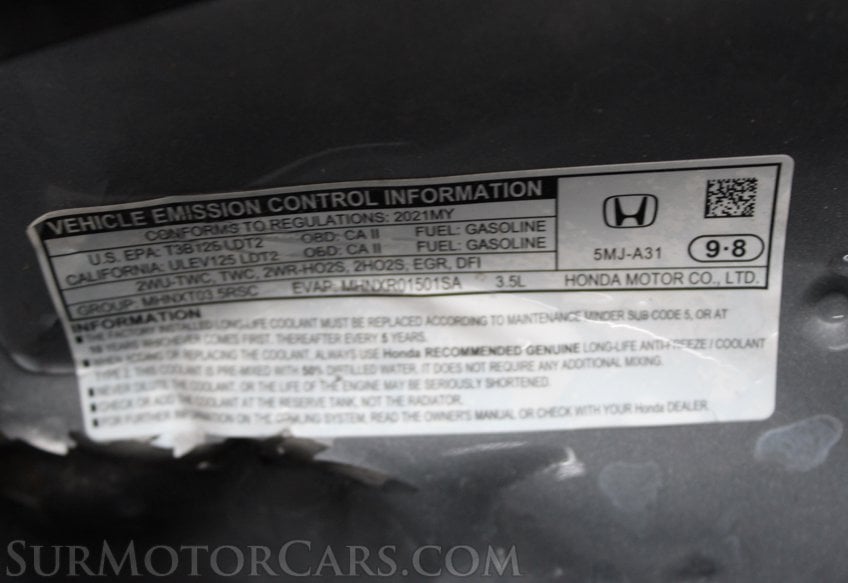 VEHICLE EMISSION CONTROL INFORMATION
CONFORMS TO REGULATIONS: 2021MY
U.S. EPA: T3B125 LDT2 OBD: CA II FUEL: GASOLINE
CALIFORNIA: ULEV125 LDT2 OBD: CA II FUEL: GASOLINE
2WU-TWC, TWC, 2WR-HO2S, 2HO2S, EGR, DFI
GROUP: MHNXT03.5RSC EVAP: MHNXR01501SA 3.5L
5MJ-A31
9·8
HONDA MOTOR CO., LTD.
INFORMATION
■ THE FACTORY INSTALLED LONG-LIFE COOLANT MUST BE REPLACED ACCORDING TO MAINTENANCE MINDER SUB CODE 5, OR AT
10 YEARS WHICHEVER COMES FIRST. THEREAFTER EVERY 5 YEARS.
■ WHEN ADDING OR REPLACING THE COOLANT, ALWAYS USE Honda RECOMMENDED GENUINE LONG-LIFE ANTI-FREEZE / COOLANT
TYPE 2. THIS COOLANT IS PRE-MIXED WITH 50% DISTILLED WATER. IT DOES NOT REQUIRE ANY ADDITIONAL MIXING.
■ NEVER DILUTE THE COOLANT, OR THE LIFE OF THE ENGINE MAY BE SERIOUSLY SHORTENED.
■ CHECK OR ADD THE COOLANT AT THE RESERVE TANK, NOT THE RADIATOR.
■ FOR FURTHER INFORMATION ON THE COOLING SYSTEM, READ THE OWNER'S MANUAL OR CHECK WITH YOUR Honda DEALER.
SURMOTORCARS.COM